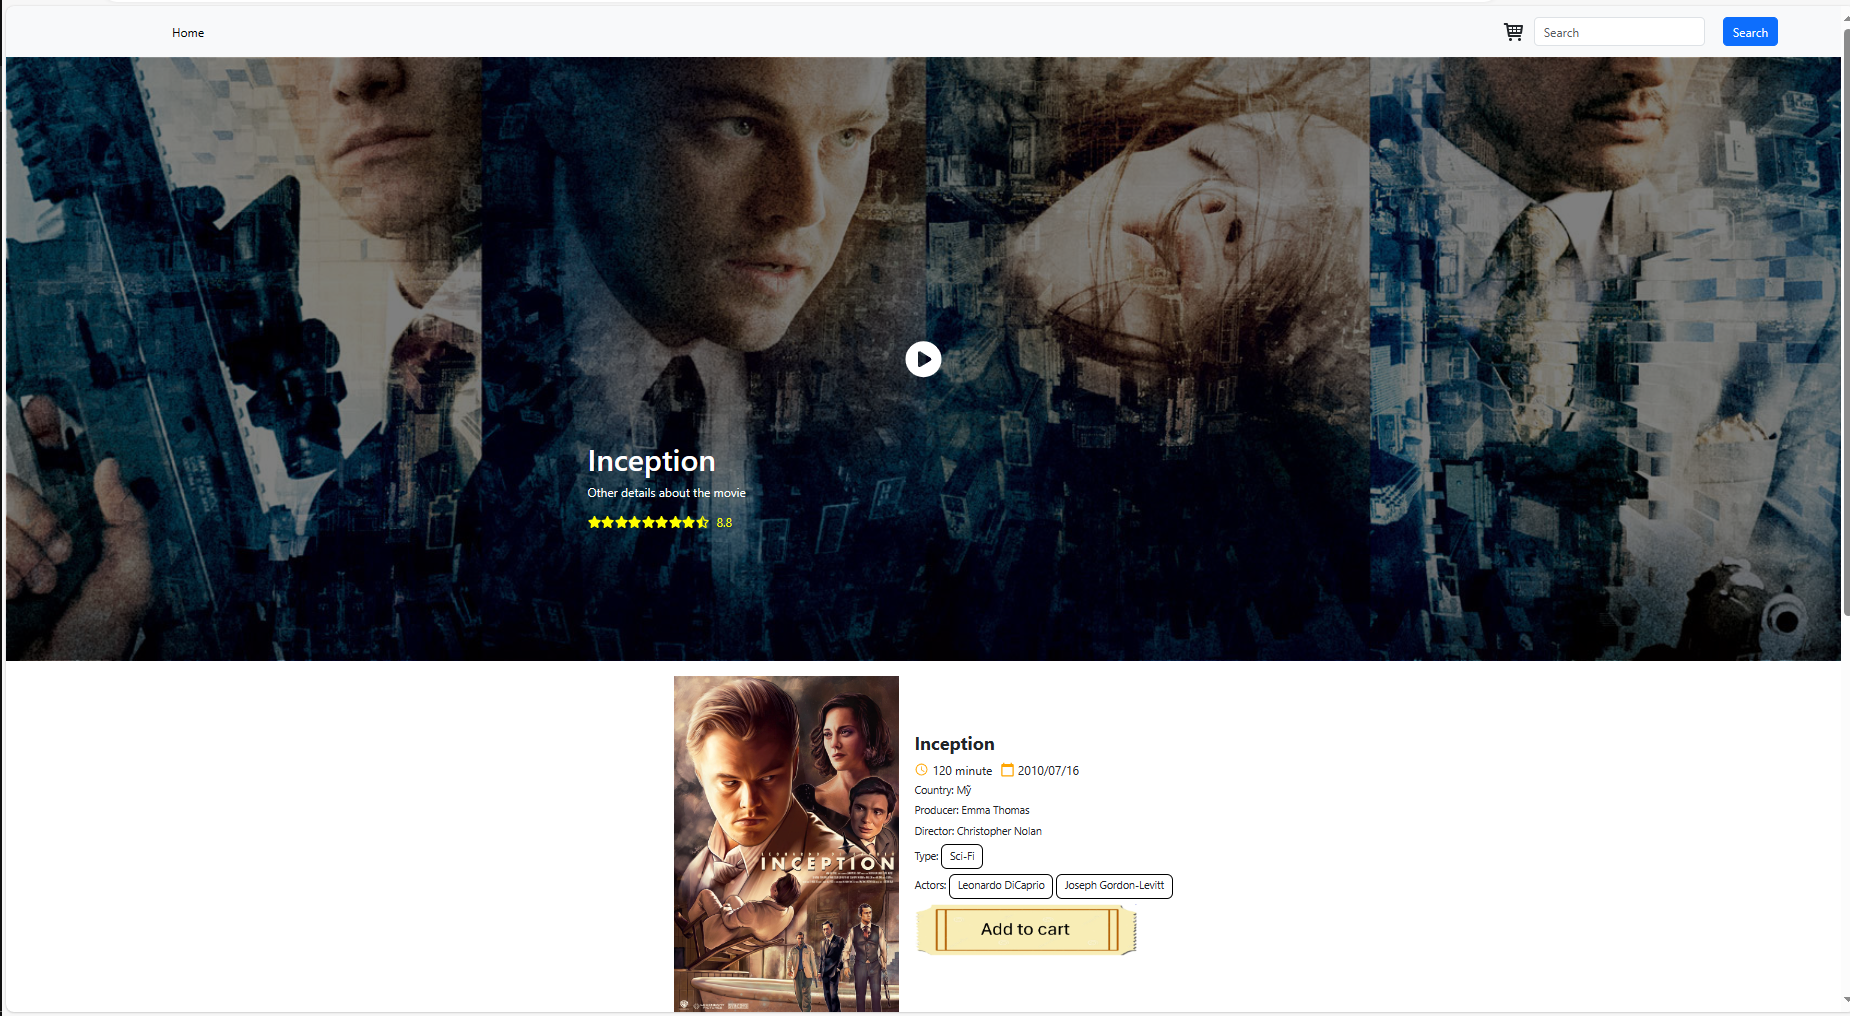 Home
Search
Search
Inception
Other details about the movie
8.8
INCEPTION
Inception
120 minute 2010/07/16
Country: Mỹ
Producer: Emma Thomas
Director: Christopher Nolan
Type: Sci-Fi
Actors: Leonardo DiCaprio Joseph Gordon-Levitt
Add to cart